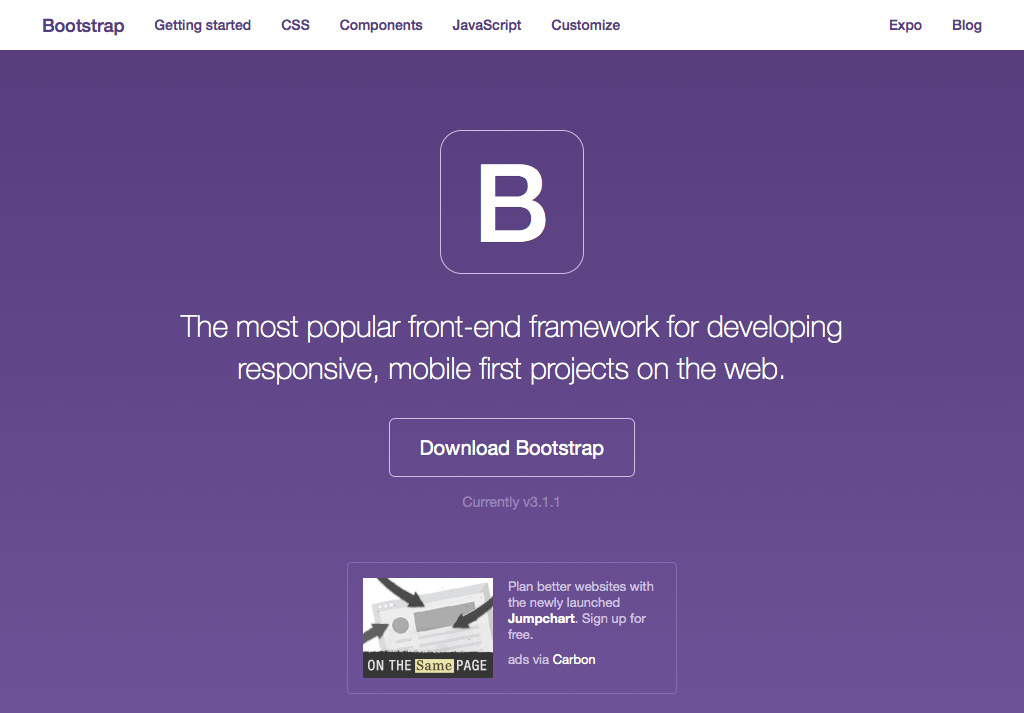 Bootstrap Getting started CSS Components JavaScript Customize Expo Blog
B
The most popular front-end framework for developing
responsive, mobile first projects on the web.
Download Bootstrap
Currently v3.1.1
ON THE Same PAGE
Plan better websites with
the newly launched
Jumpchart. Sign up for
free.
ads via Carbon